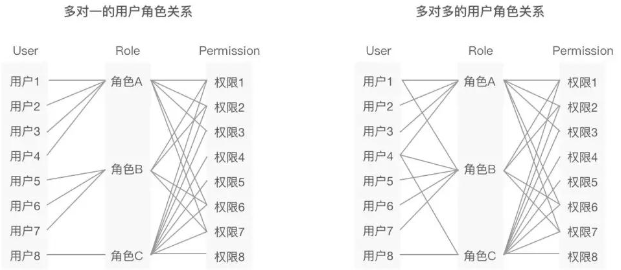 多对一的用户角色关系
User Role Permission
用户1 角色A 权限1
用户2 权限2
用户3 权限3
用户4 权限4
角色B
用户5 权限5
用户6 权限6
用户7 权限7
用户8 角色C 权限8
多对多的用户角色关系
User Role Permission
用户1 角色A 权限1
用户2 权限2
用户3 权限3
用户4 权限4
角色B
用户5 权限5
用户6 权限6
用户7 权限7
用户8 角色C 权限8